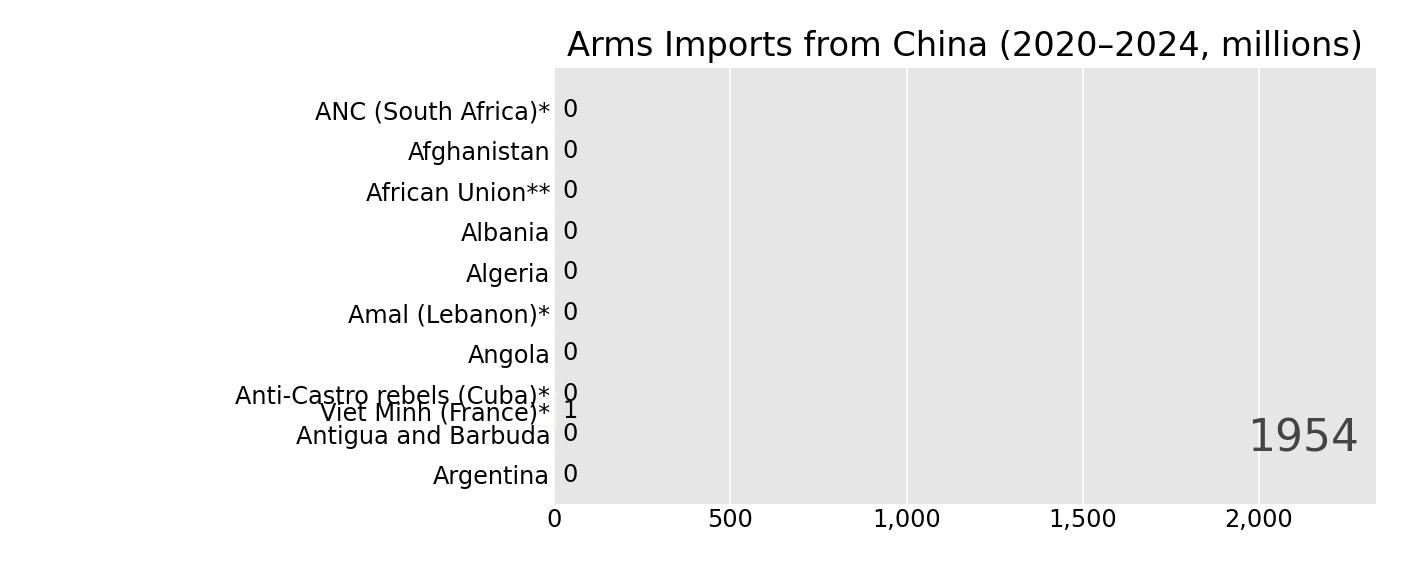 Arms Imports from China (2020–2024, millions)
ANC (South Africa)* 0
Afghanistan 0
African Union** 0
Albania 0
Algeria 0
Amal (Lebanon)* 0
Angola 0
Anti-Castro rebels (Cuba)* 0
Viet Minh (France)* 1
Antigua and Barbuda 0
1954
Argentina 0
0 500 1,000 1,500 2,000